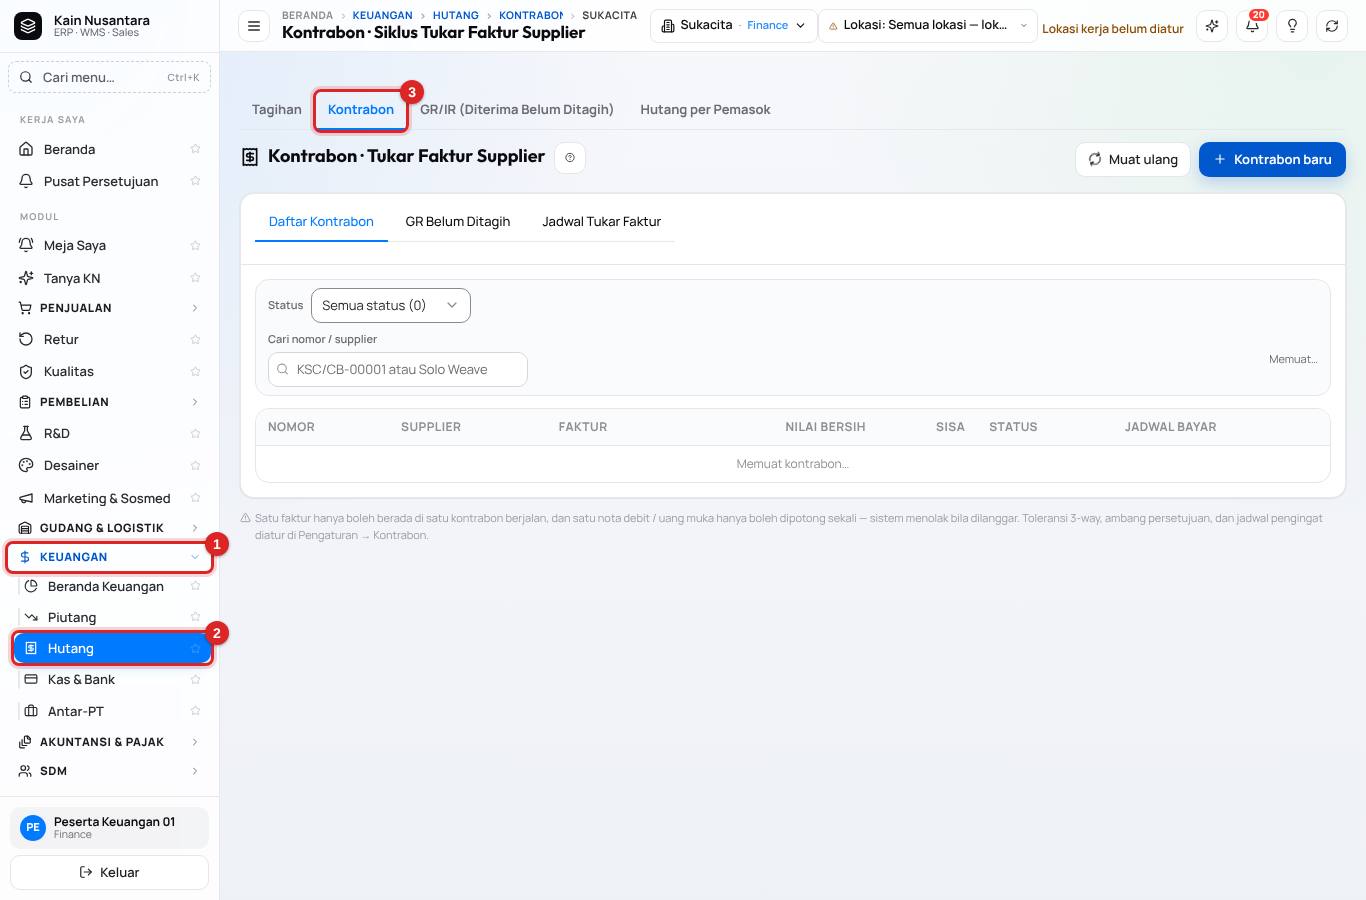 Kain Nusantara
ERP · WMS · Sales
Cari menu...
Ctrl+K
KERJA SAYA
Beranda
Pusat Persetujuan
MODUL
Meja Saya
Tanya KN
PENJUALAN
Retur
Kualitas
PEMBELIAN
R&D
Desainer
Marketing & Sosmed
GUDANG & LOGISTIK
KEUANGAN
1
Beranda Keuangan
Piutang
2
Hutang
Kas & Bank
Antar-PT
AKUNTANSI & PAJAK
SDM
PE
Peserta Keuangan 01
Finance
Keluar
BERANDA › KEUANGAN › HUTANG › KONTRABON › SUKACITA
Kontrabon · Siklus Tukar Faktur Supplier
Sukacita · Finance
Lokasi: Semua lokasi — lok...
Lokasi kerja belum diatur
20
3
Tagihan Kontrabon GR/IR (Diterima Belum Ditagih) Hutang per Pemasok
Kontrabon · Tukar Faktur Supplier
Muat ulang
+ Kontrabon baru
Daftar Kontrabon GR Belum Ditagih Jadwal Tukar Faktur
Status Semua status (0)
Cari nomor / supplier
KSC/CB-00001 atau Solo Weave
Memuat...
NOMOR SUPPLIER FAKTUR NILAI BERSIH SISA STATUS JADWAL BAYAR
Memuat kontrabon...
Satu faktur hanya boleh berada di satu kontrabon berjalan, dan satu nota debit / uang muka hanya boleh dipotong sekali — sistem menolak bila dilanggar. Toleransi 3-way, ambang persetujuan, dan jadwal pengingat
diatur di Pengaturan → Kontrabon.